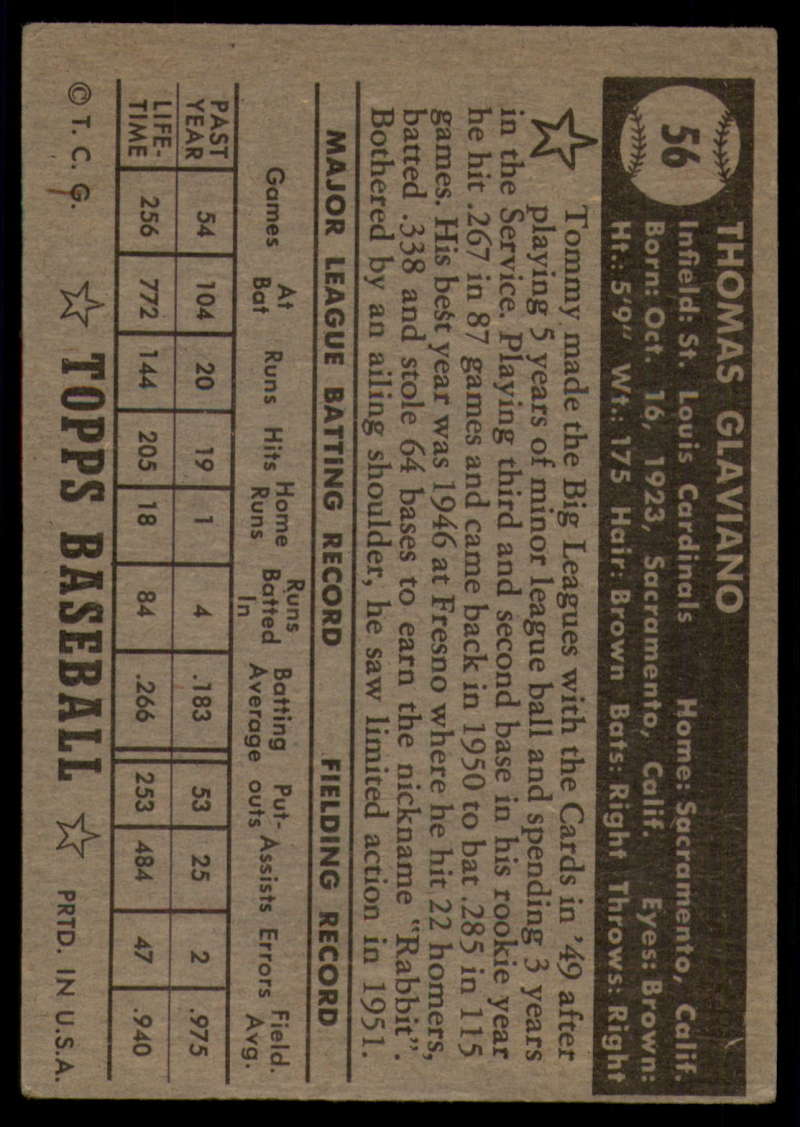 56
THOMAS GLAVIANO
Infield: St. Louis Cardinals Home: Sacramento, Calif.
Born: Oct. 16, 1923, Sacramento, Calif. Eyes: Brown:
Ht.: 5'9" Wt.: 175 Hair: Brown Bats: Right Throws: Right
Tommy made the Big Leagues with the Cards in '49 after
playing 5 years of minor league ball and spending 3 years
in the Service. Playing third and second base in his rookie year
he hit .267 in 87 games and came back in 1950 to bat .285 in 115
games. His best year was 1946 at Fresno where he hit 22 homers,
batted .338 and stole 64 bases to earn the nickname "Rabbit".
Bothered by an ailing shoulder, he saw limited action in 1951.
MAJOR LEAGUE BATTING RECORD FIELDING RECORD
Games At Bat Runs Hits Home Runs Runs Batted In Batting Average Put-outs Assists Errors Field. Avg.
PAST YEAR 54 104 20 19 1 4 .183 53 25 2 .975
LIFE-TIME 256 772 144 205 18 84 .266 253 484 47 .940
© T. C. G. TOPPS BASEBALL PRTD. IN U.S.A.